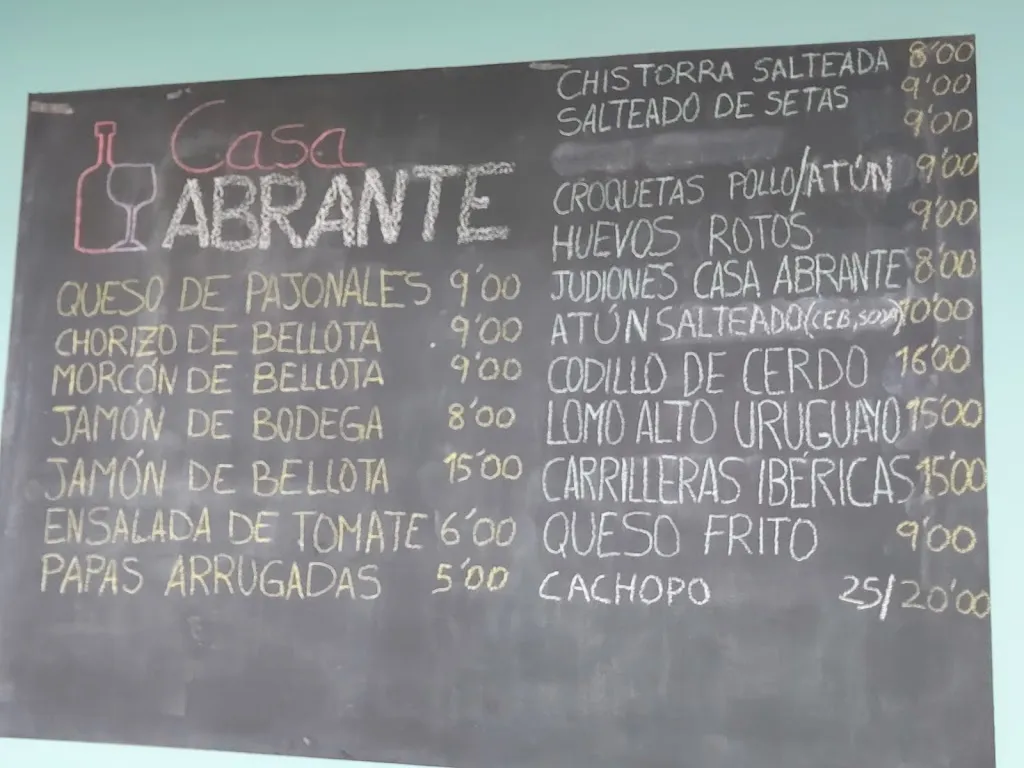 Casa
ABRANTE
QUESO DE PAJONALES 9'00
CHORIZO DE BELLOTA 9'00
MORCÓN DE BELLOTA 9'00
JAMÓN DE BODEGA 8'00
JAMÓN DE BELLOTA 15'00
ENSALADA DE TOMATE 6'00
PAPAS ARRUGADAS 5'00
CHISTORRA SALTEADA 8'00
SALTEADO DE SETAS 9'00
9'00
CROQUETAS POLLO/ATÚN 9'00
HUEVOS ROTOS 9'00
JUDIONES CASA ABRANTE 8'00
ATÚN SALTEADO (CEB, SOYA) 10'00
CODILLO DE CERDO 16'00
LOMO ALTO URUGUAYO 15'00
CARRILLERAS IBÉRICAS 15'00
QUESO FRITO 9'00
CACHOPO 25/20'00